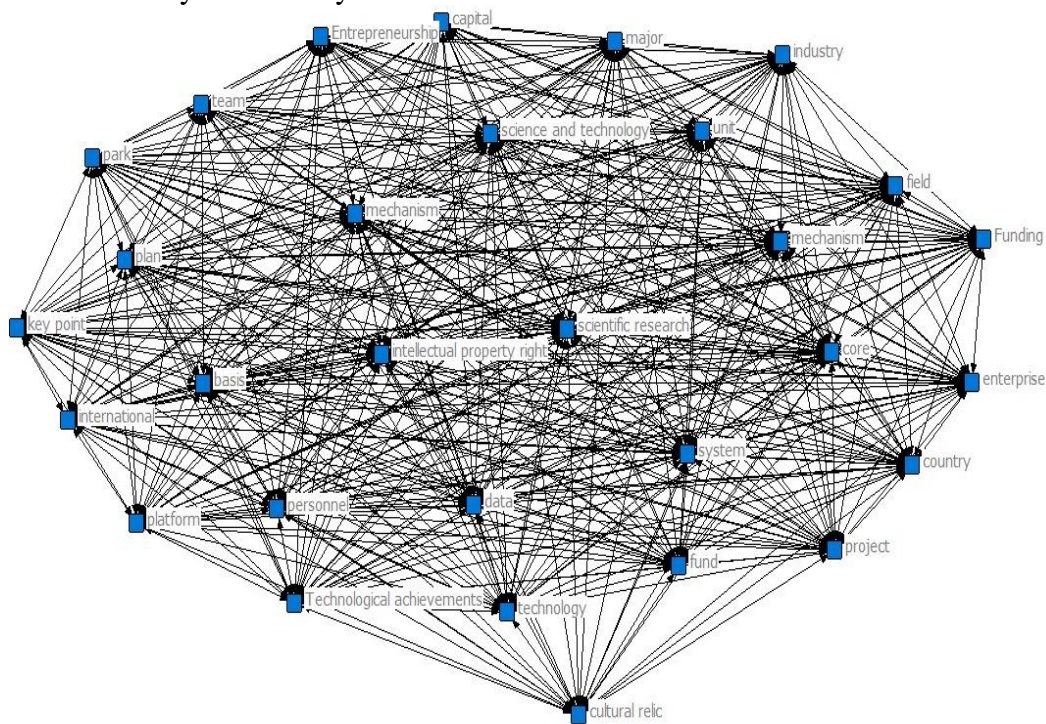 capital
Entrepreneurship
major
industry
team
science and technology
unit
park
field
mechanism
mechanism
Funding
plan
key point
scientific research
intellectual property right
core
basis
enterprise
international
system
country
personnel
data
platform
project
fund
Technological achievements
technology
cultural relic